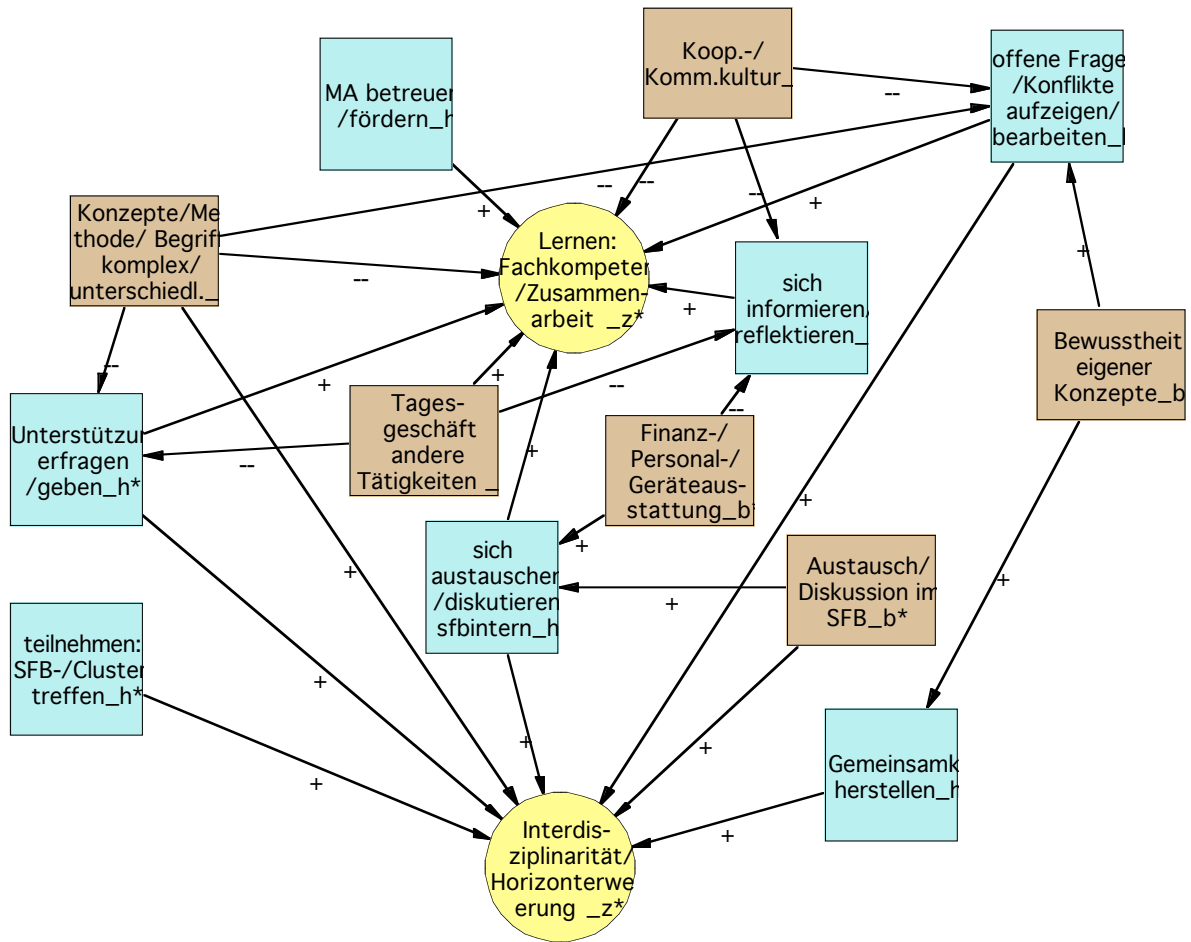 Koop.-/
Komm.kultur_
offene Frage
/Konflikte
aufzeigen/
bearbeiten_
MA betreuer
/fördern_h
--
--
--
--
--
+
+
Konzepte/Me
thode/ Begriff
komplex/
unterschiedl._
Lernen:
Fachkompeten
/Zusammen-
arbeit _z*
sich
informieren/
reflektieren_
+
--
+
Bewusstheit
eigener
Konzepte_b
--
+
+
--
--
Unterstützun
erfragen
/geben_h*
Tages-
geschäft
andere
Tätigkeiten _
Finanz-/
Personal-/
Geräteaus-
stattung_b*
--
+
+
+
sich
austauschen
/diskutieren
sfbintern_h
Austausch/
Diskussion im
SFB_b*
+
+
+
teilnehmen:
SFB-/Cluster
treffen_h*
+
+
+
+
Gemeinsamk
herstellen_h
+
Interdis-
ziplinarität/
Horizonterwe
erung _z*